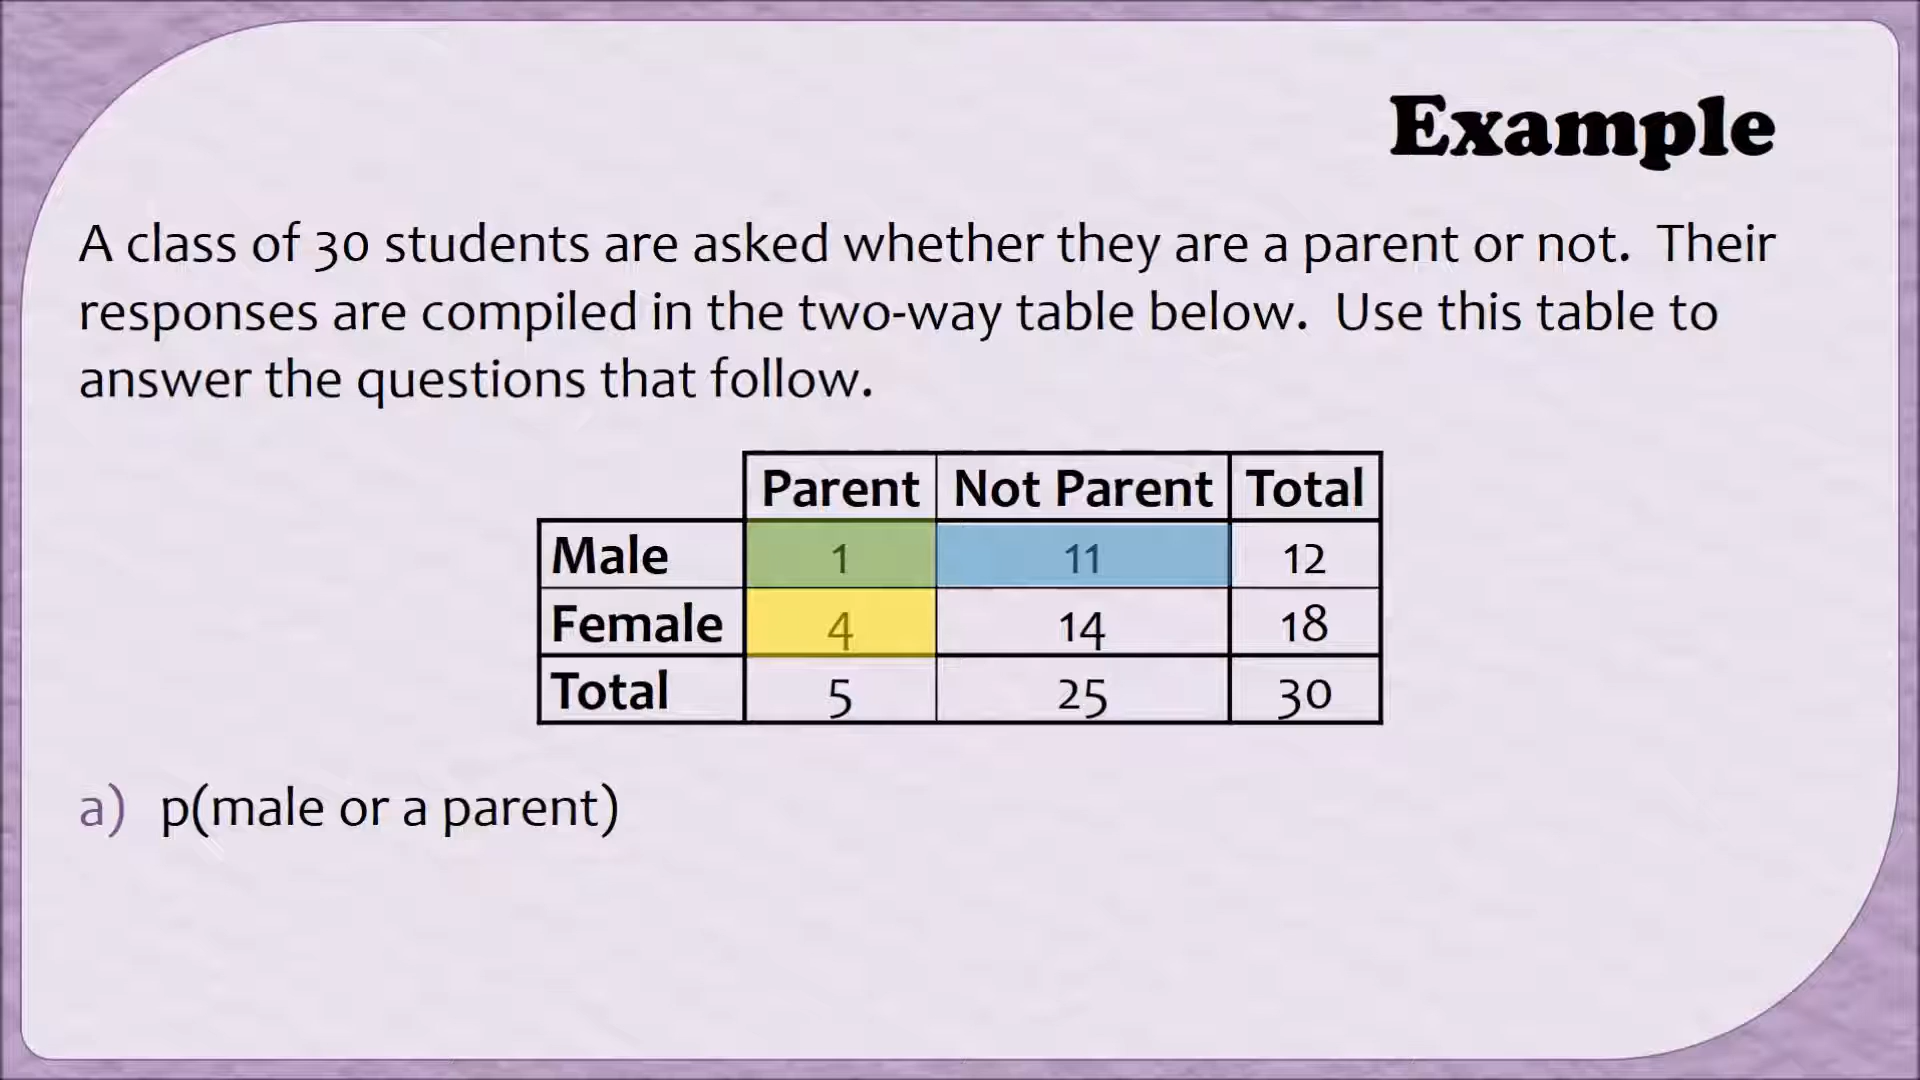 Example
A class of 30 students are asked whether they are a parent or not. Their
responses are compiled in the two-way table below. Use this table to
answer the questions that follow.
Parent Not Parent Total
Male 1 11 12
Female 4 14 18
Total 5 25 30
a) p(male or a parent)